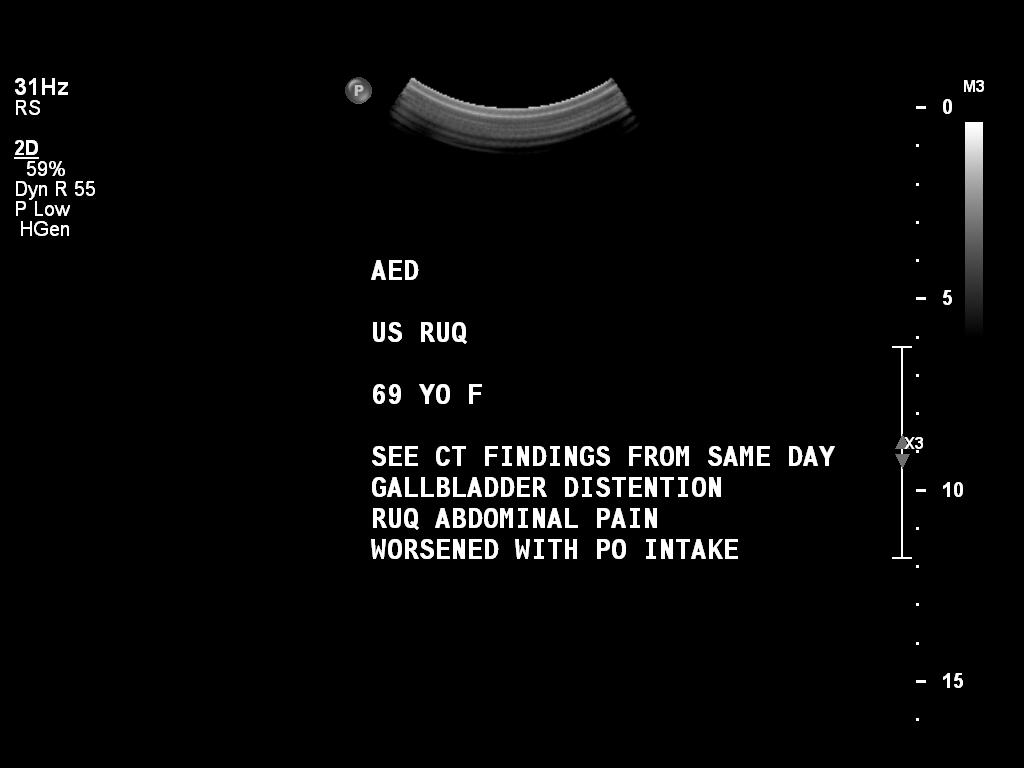 31Hz
RS
2D
59%
Dyn R 55
P Low
HGen
P
M3
0
5
X3
10
15
AED
US RUQ
69 YO F
SEE CT FINDINGS FROM SAME DAY
GALLBLADDER DISTENTION
RUQ ABDOMINAL PAIN
WORSENED WITH PO INTAKE